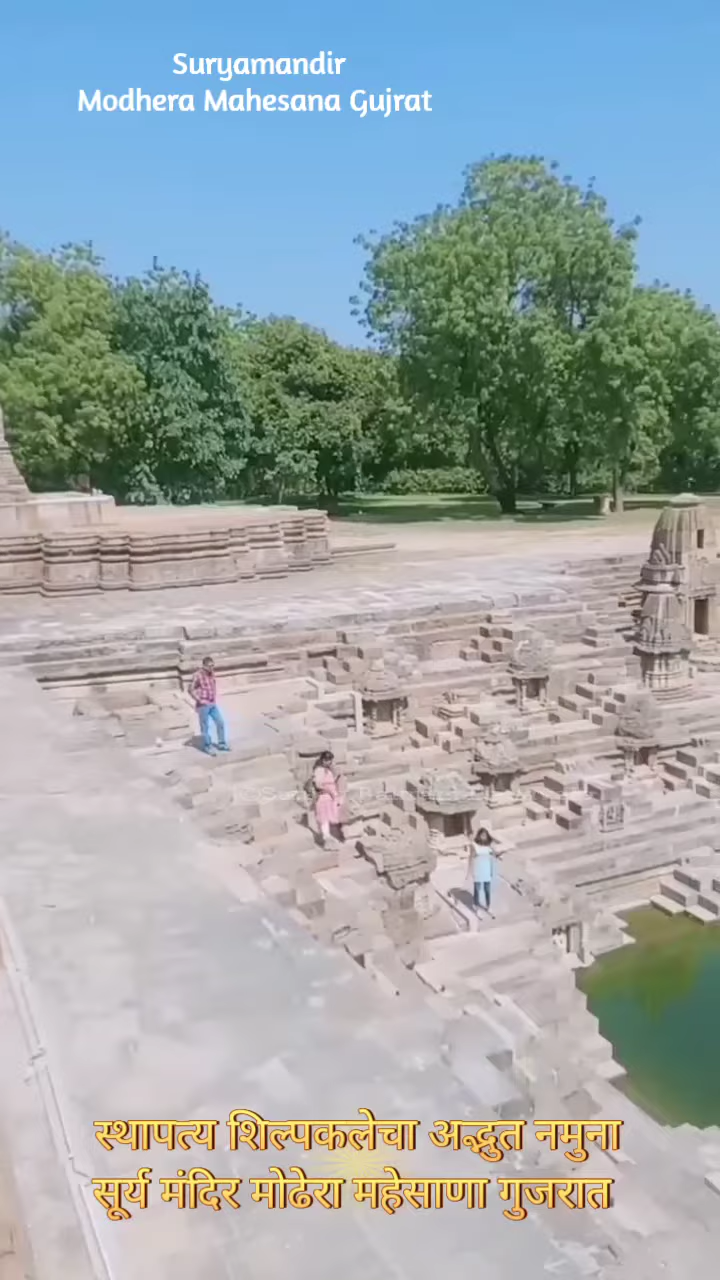 Suryamandir
Modhera Mahesana Gujrat
स्थापत्य शिल्पकलेचा अद्भुत नमुना
सूर्य मंदिर मोढेरा महेसाणा गुजरात